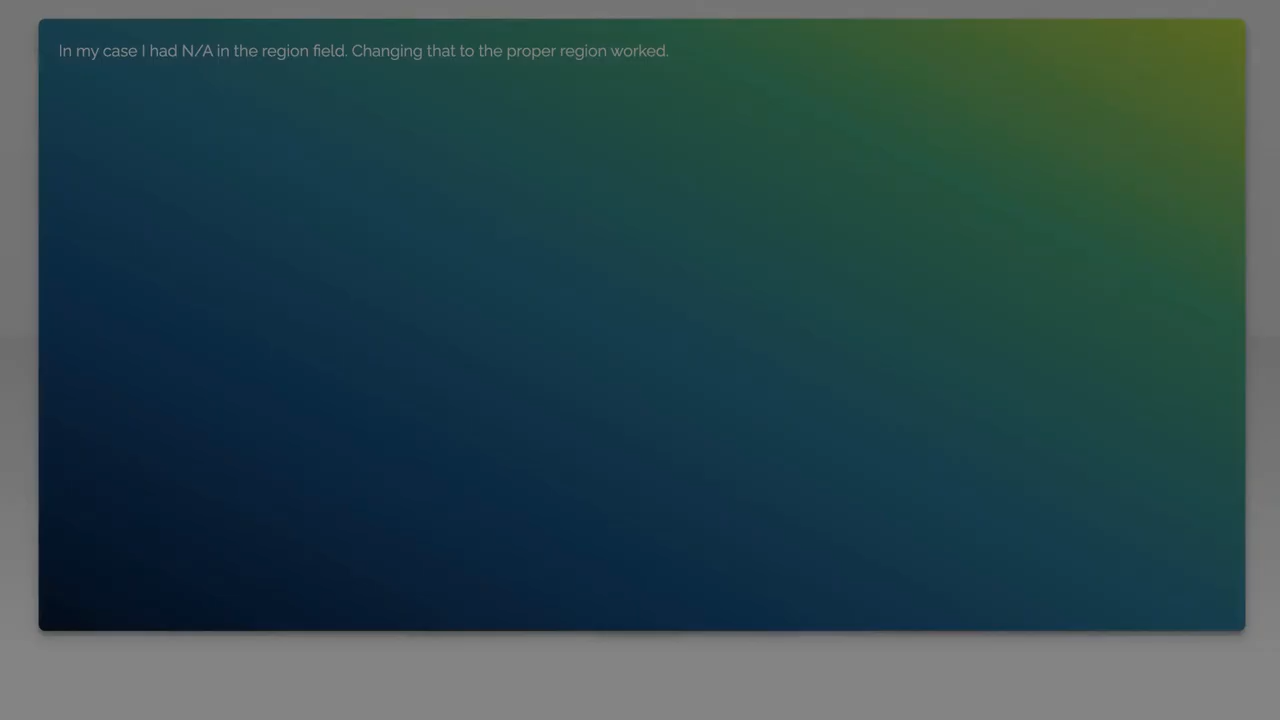 In my case I had N/A in the region field. Changing that to the proper region worked.